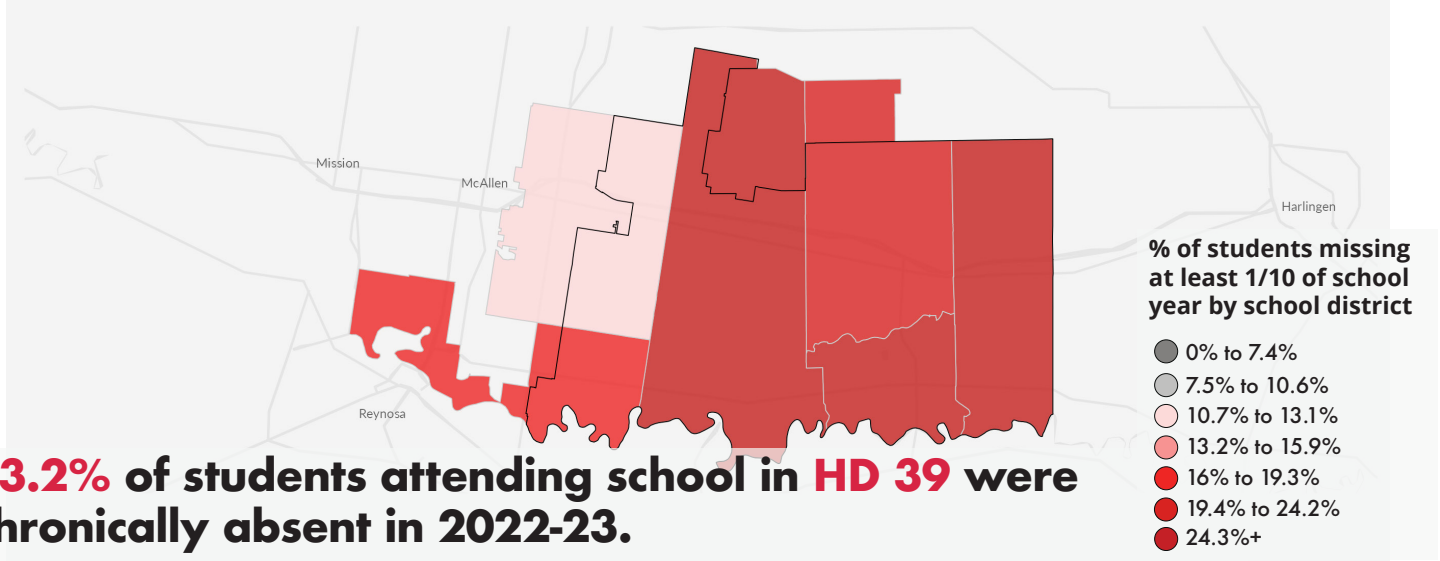 Mission
McAllen
Harlingen
Reynosa
% of students missing
at least 1/10 of school
year by school district
0% to 7.4%
7.5% to 10.6%
10.7% to 13.1%
13.2% to 15.9%
16% to 19.3%
19.4% to 24.2%
24.3%+
3.2% of students attending school in HD 39 were
hronically absent in 2022-23.